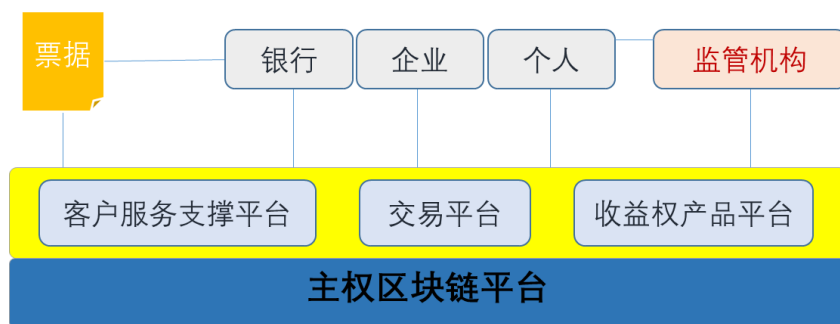 票据
银行
企业
个人
监管机构
客户服务支撑平台
交易平台
收益权产品平台
主权区块链平台